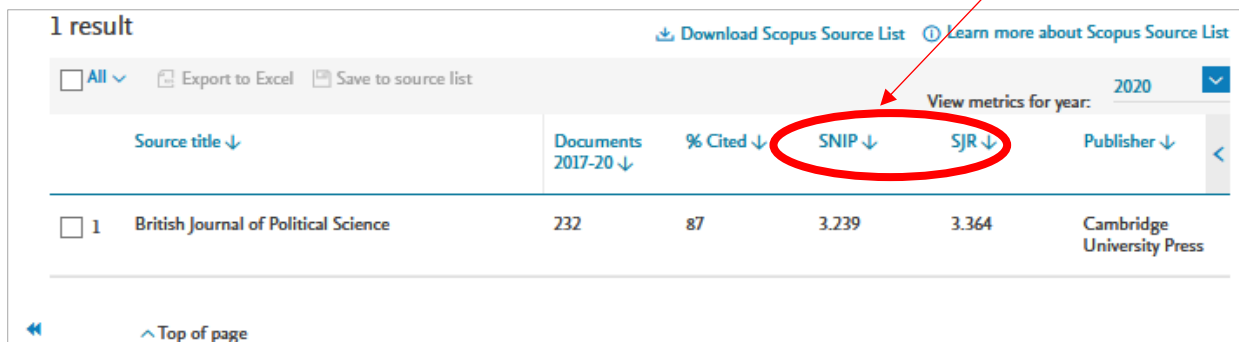 1 result
Download Scopus Source List Learn more about Scopus Source List
All Export to Excel Save to source list
View metrics for year: 2020
Source title Documents 2017-20 % Cited SNIP SJR Publisher
1 British Journal of Political Science 232 87 3.239 3.364 Cambridge University Press
Top of page